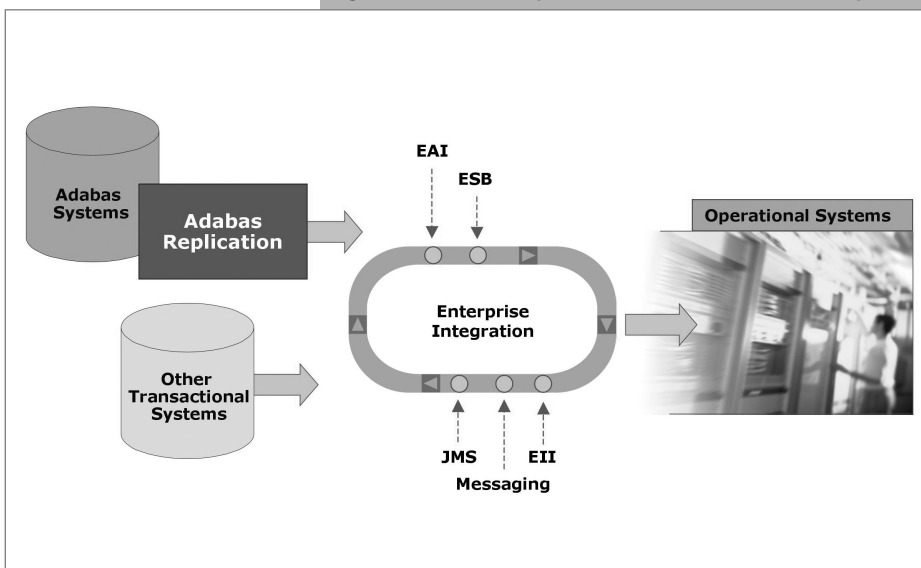 Adabas
Systems
Adabas
Replication
EAI
ESB
Operational Systems
Enterprise
Integration
Other
Transactional
Systems
JMS
EII
Messaging